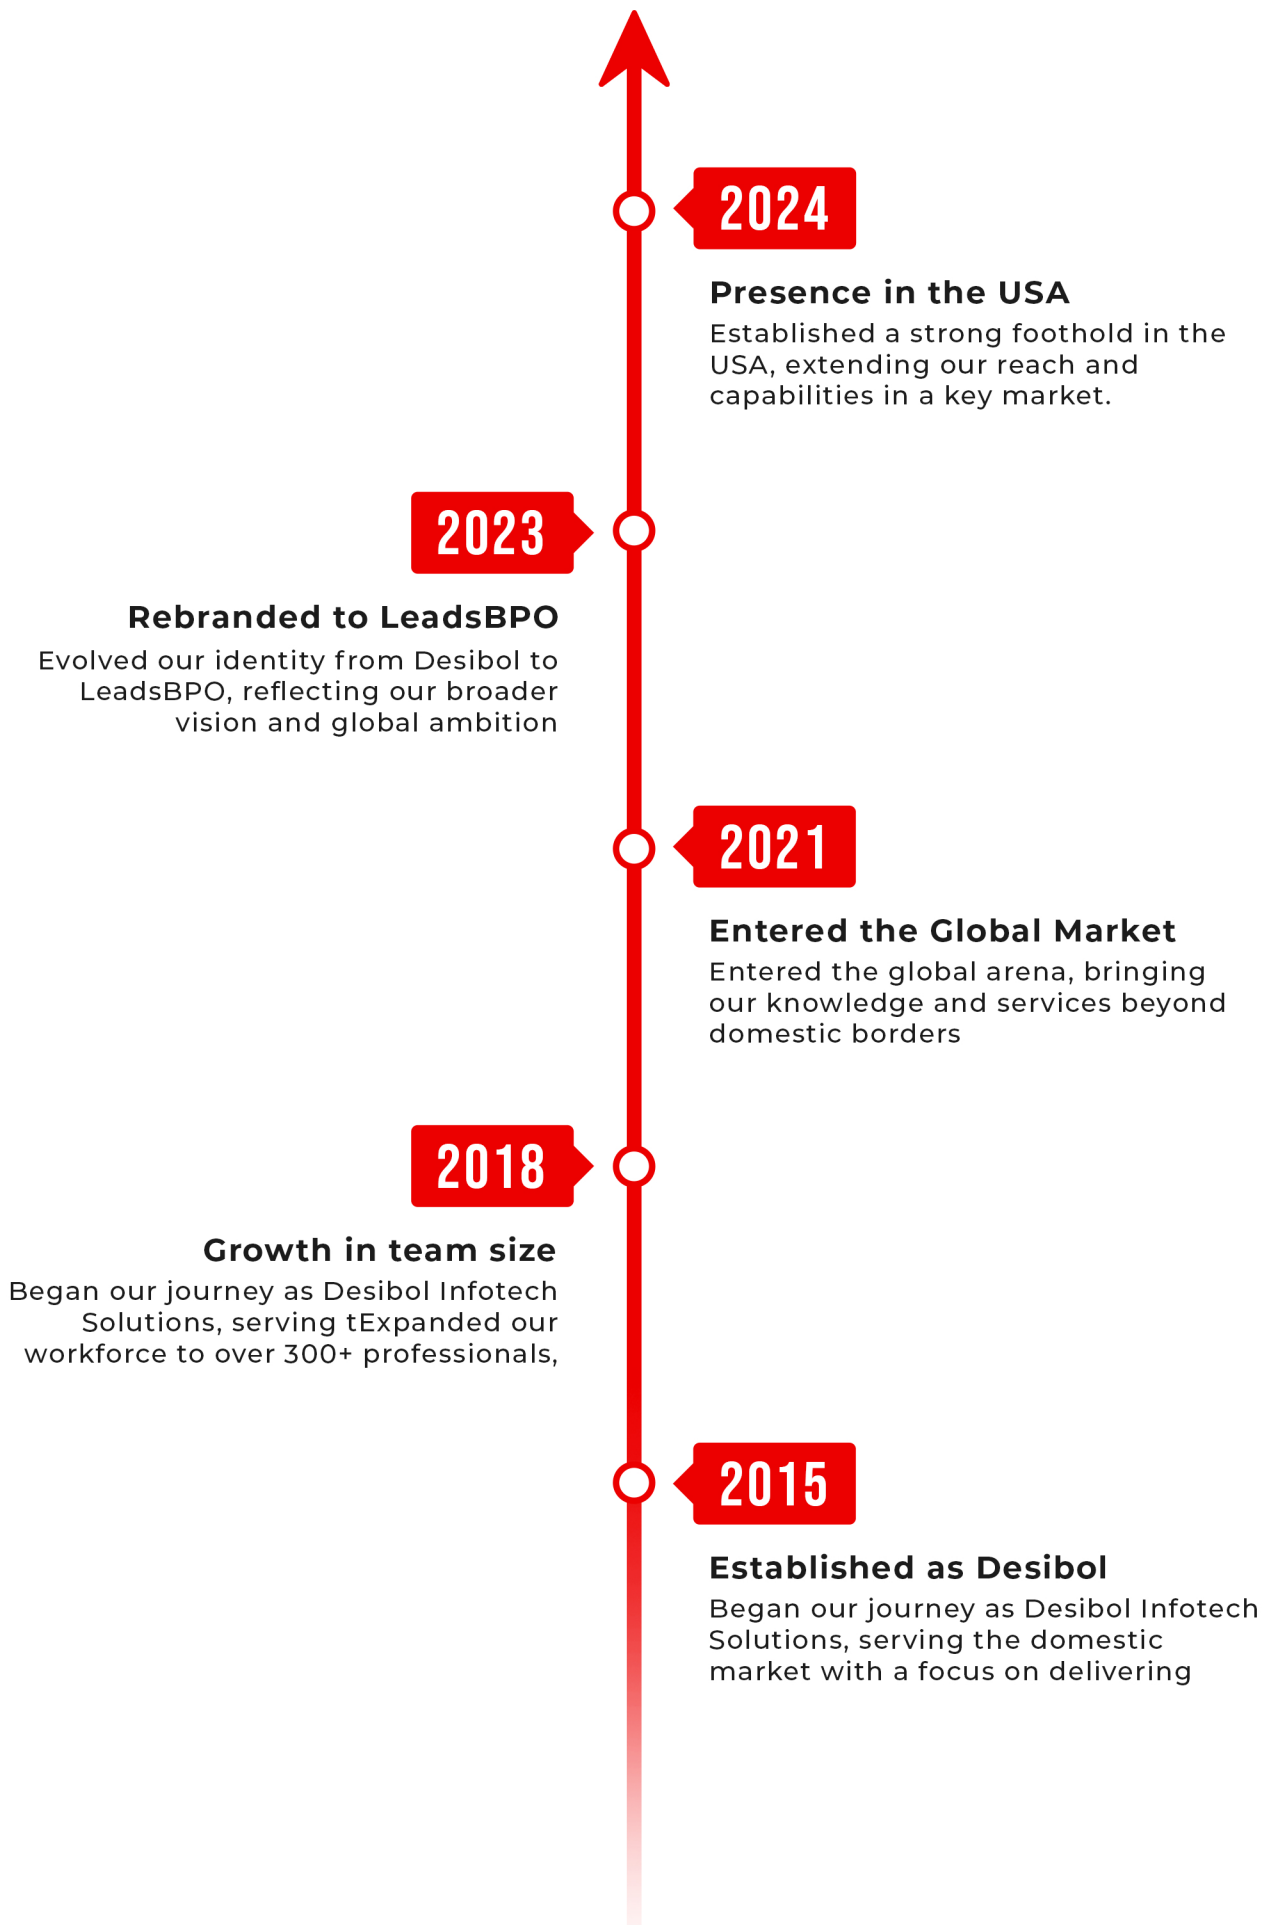 2024
Presence in the USA
Established a strong foothold in the
USA, extending our reach and
capabilities in a key market.
2023
Rebranded to LeadsBPO
Evolved our identity from Desibol to
LeadsBPO, reflecting our broader
vision and global ambition
2021
Entered the Global Market
Entered the global arena, bringing
our knowledge and services beyond
domestic borders
2018
Growth in team size
Began our journey as Desibol Infotech
Solutions, serving tExpanded our
workforce to over 300+ professionals,
2015
Established as Desibol
Began our journey as Desibol Infotech
Solutions, serving the domestic
market with a focus on delivering